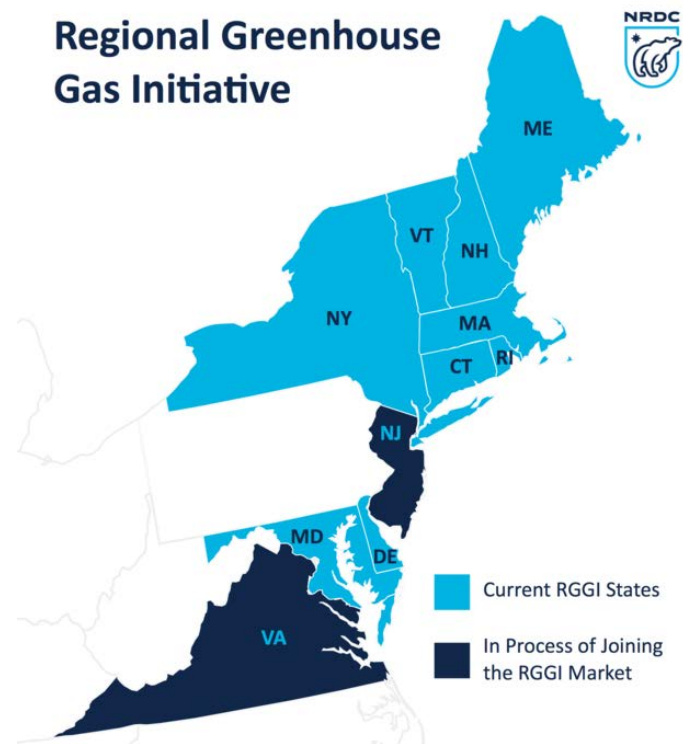 Regional Greenhouse
Gas Initiative
NRDC
ME
VT
NH
NY
MA
CT
RI
NJ
MD
DE
VA
Current RGGI States
In Process of Joining
the RGGI Market